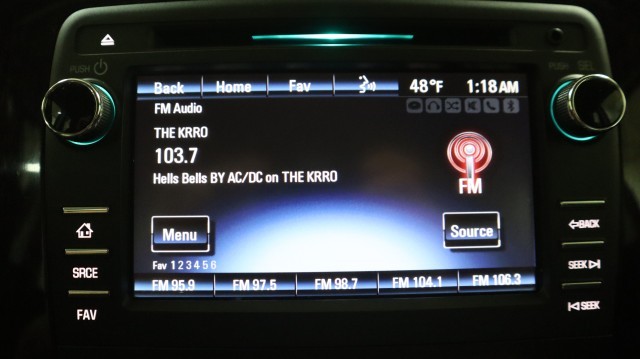 PUSH PUSH SEL
Back Home Fav 48°F 1:18AM
FM Audio
THE KRRO
103.7
Hells Bells BY AC/DC on THE KRRO
FM
Menu Source
Fav 1 2 3 4 5 6
FM 95.9 FM 97.5 FM 98.7 FM 104.1 FM 106.3
SRCE
FAV
BACK
SEEK
SEEK